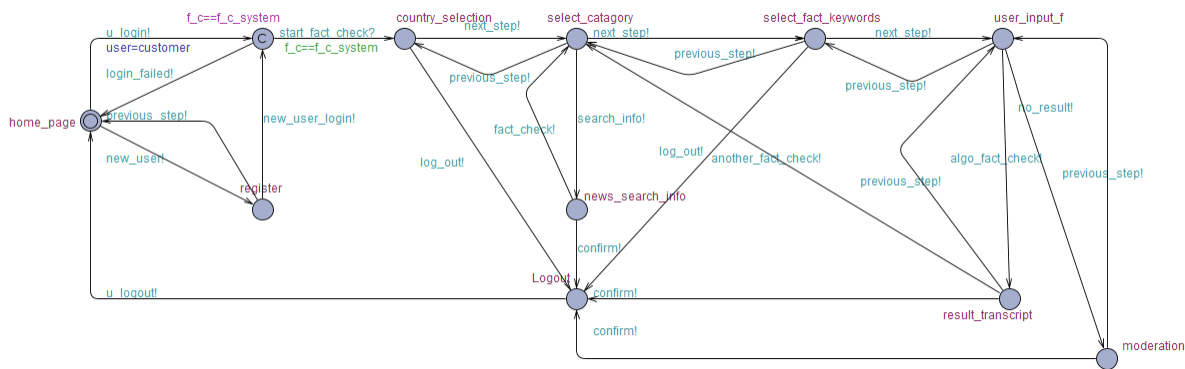 f_c==f_c_system
country_selection
select_catagory
select_fact_keywords
user_input_f
u_login!
C
start_fact_check?
next_step!
next_step!
next_step!
user=customer
f_c==f_c_system
previous_step!
login_failed!
previous_step!
previous_step!
no_result!
home_page
previous_step!
new_user_login!
search_info!
fact_check!
new_user!
log_out!
log_out!
another_fact_check!
algo_fact_check!
previous_step!
previous_step!
register
news_search_info
confirm!
Logout
u_logout!
confirm!
result_transcript
confirm!
moderation